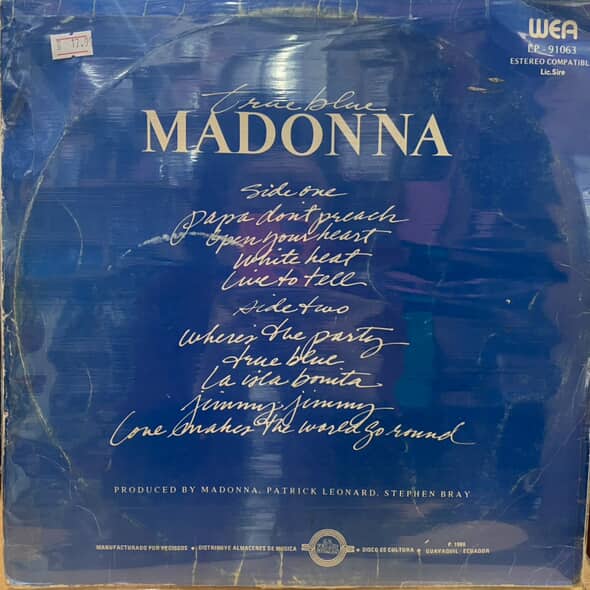 WEA
LP - 91063
ESTEREO COMPATIBL
Lic.Sire
true blue
MADONNA
side one
Papa don't preach
Open your heart
White heat
Live to tell
side two
Where's the party
true blue
La isla bonita
Jimmy, jimmy
Love makes the world go round
PRODUCED BY MADONNA, PATRICK LEONARD, STEPHEN BRAY
P. 1986
MANUFACTURADO POR FEDISCOS • DISTRIBUYE ALMACENES DE MUSICA • DISCO ES CULTURA • GUAYAQUIL - ECUADOR